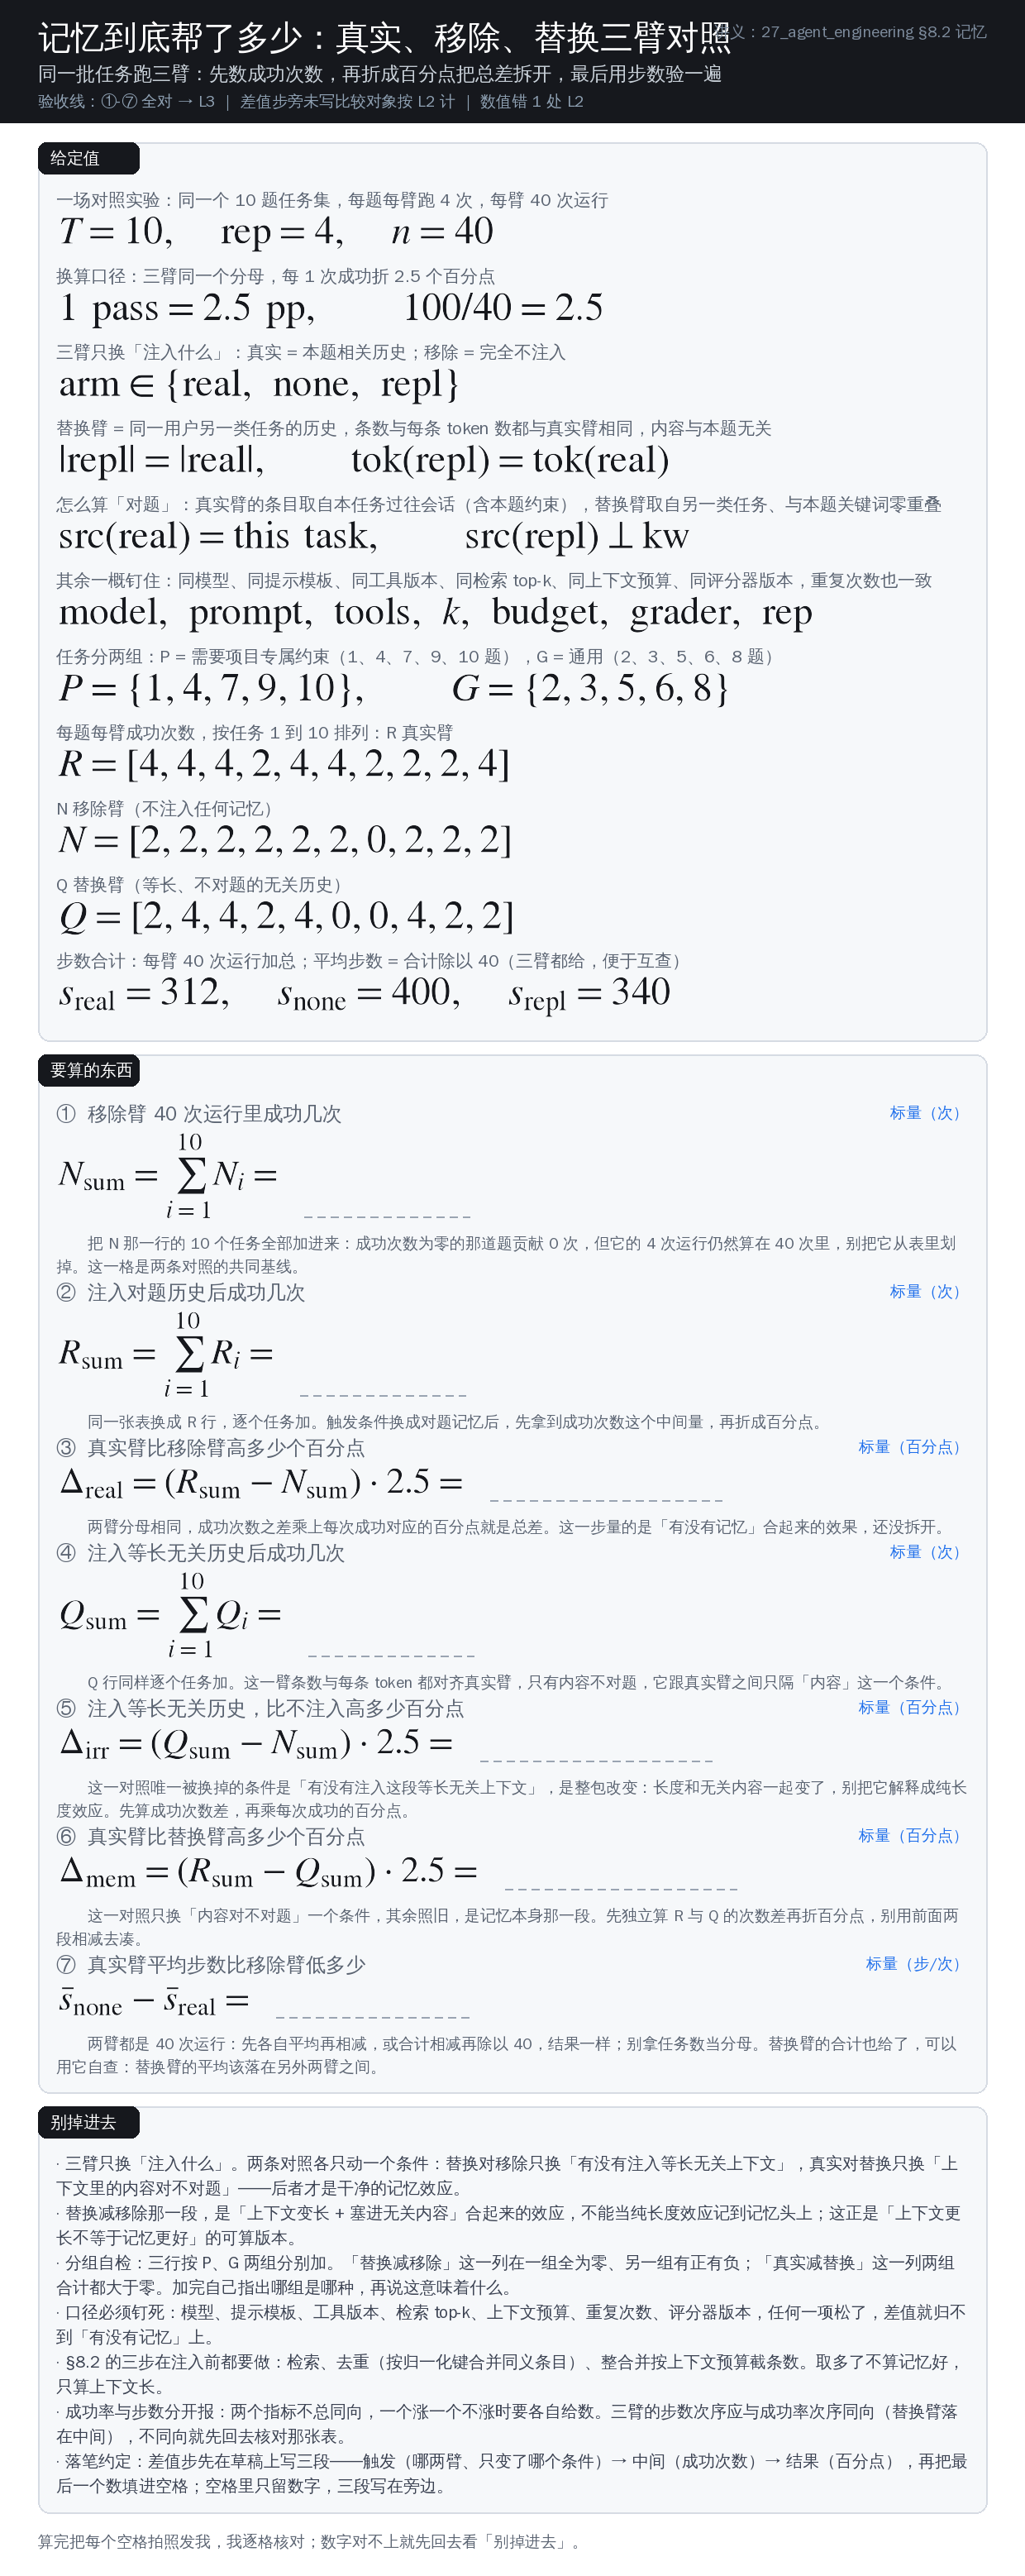 记忆到底帮了多少：真实、移除、替换三臂对照
义：27_agent_engineering §8.2 记忆
同一批任务跑三臂：先数成功次数，再折成百分点把总差拆开，最后用步数验一遍
验收线：①-⑦ 全对 → L3 ｜ 差值步旁未写比较对象按 L2 计 ｜ 数值错 1 处 L2
给定值
一场对照实验：同一个 10 题任务集，每题每臂跑 4 次，每臂 40 次运行
T = 10, rep = 4, n = 40
换算口径：三臂同一个分母，每 1 次成功折 2.5 个百分点
1 pass = 2.5 pp, 100/40 = 2.5
三臂只换「注入什么」：真实 = 本题相关历史；移除 = 完全不注入
arm ∈ {real, none, repl}
替换臂 = 同一用户另一类任务的历史，条数与每条 token 数都与真实臂相同，内容与本题无关
|repl| = |real|, tok(repl) = tok(real)
怎么算「对题」：真实臂的条目取自本任务过往会话（含本题约束），替换臂取自另一类任务、与本题关键词零重叠
src(real) = this task, src(repl) ⊥ kw
其余一概钉住：同模型、同提示模板、同工具版本、同检索 top-k、同上下文预算、同评分器版本，重复次数也一致
model, prompt, tools, k, budget, grader, rep
任务分两组：P = 需要项目专属约束（1、4、7、9、10 题），G = 通用（2、3、5、6、8 题）
P = {1, 4, 7, 9, 10}, G = {2, 3, 5, 6, 8}
每题每臂成功次数，按任务 1 到 10 排列：R 真实臂
R = [4, 4, 4, 2, 4, 4, 2, 2, 2, 4]
N 移除臂（不注入任何记忆）
N = [2, 2, 2, 2, 2, 2, 0, 2, 2, 2]
Q 替换臂（等长、不对题的无关历史）
Q = [2, 4, 4, 2, 4, 0, 0, 4, 2, 2]
步数合计：每臂 40 次运行加总；平均步数 = 合计除以 40（三臂都给，便于互查）
s_real = 312, s_none = 400, s_repl = 340
要算的东西
① 移除臂 40 次运行里成功几次 标量（次）
N_sum = ∑_{i=1}^{10} N_i =
把 N 那一行的 10 个任务全部加进来：成功次数为零的那道题贡献 0 次，但它的 4 次运行仍然算在 40 次里，别把它从表里划
掉。这一格是两条对照的共同基线。
② 注入对题历史后成功几次 标量（次）
R_sum = ∑_{i=1}^{10} R_i =
同一张表换成 R 行，逐个任务加。触发条件换成对题记忆后，先拿到成功次数这个中间量，再折成百分点。
③ 真实臂比移除臂高多少个百分点 标量（百分点）
Δ_real = (R_sum − N_sum) · 2.5 =
两臂分母相同，成功次数之差乘上每次成功对应的百分点就是总差。这一步量的是「有没有记忆」合起来的效果，还没拆开。
④ 注入等长无关历史后成功几次 标量（次）
Q_sum = ∑_{i=1}^{10} Q_i =
Q 行同样逐个任务加。这一臂条数与每条 token 都对齐真实臂，只有内容不对题，它跟真实臂之间只隔「内容」这一个条件。
⑤ 注入等长无关历史，比不注入高多少百分点 标量（百分点）
Δ_irr = (Q_sum − N_sum) · 2.5 =
这一对照唯一被换掉的条件是「有没有注入这段等长无关上下文」，是整包改变：长度和无关内容一起变了，别把它解释成纯长
度效应。先算成功次数差，再乘每次成功的百分点。
⑥ 真实臂比替换臂高多少个百分点 标量（百分点）
Δ_mem = (R_sum − Q_sum) · 2.5 =
这一对照只换「内容对不对题」一个条件，其余照旧，是记忆本身那一段。先独立算 R 与 Q 的次数差再折百分点，别用前面两
段相减去凑。
⑦ 真实臂平均步数比移除臂低多少 标量（步/次）
s̄_none − s̄_real =
两臂都是 40 次运行：先各自平均再相减，或合计相减再除以 40，结果一样；别拿任务数当分母。替换臂的合计也给了，可以
用它自查：替换臂的平均该落在另外两臂之间。
别掉进去
· 三臂只换「注入什么」。两条对照各只动一个条件：替换对移除只换「有没有注入等长无关上下文」，真实对替换只换「上
下文里的内容对不对题」——后者才是干净的记忆效应。
· 替换减移除那一段，是「上下文变长 + 塞进无关内容」合起来的效应，不能当纯长度效应记到记忆头上；这正是「上下文更
长不等于记忆更好」的可算版本。
· 分组自检：三行按 P、G 两组分别加。「替换减移除」这一列在一组全为零、另一组有正有负；「真实减替换」这一列两组
合计都大于零。加完自己指出哪组是哪种，再说这意味着什么。
· 口径必须钉死：模型、提示模板、工具版本、检索 top-k、上下文预算、重复次数、评分器版本，任何一项松了，差值就归不
到「有没有记忆」上。
· §8.2 的三步在注入前都要做：检索、去重（按归一化键合并同义条目）、整合并按上下文预算截条数。取多了不算记忆好，
只算上下文长。
· 成功率与步数分开报：两个指标不总同向，一个涨一个不涨时要各自给数。三臂的步数次序应与成功率次序同向（替换臂落
在中间），不同向就先回去核对那张表。
· 落笔约定：差值步先在草稿上写三段——触发（哪两臂、只变了哪个条件）→ 中间（成功次数）→ 结果（百分点），再把最
后一个数填进空格；空格里只留数字，三段写在旁边。
算完把每个空格拍照发我，我逐格核对；数字对不上就先回去看「别掉进去」。